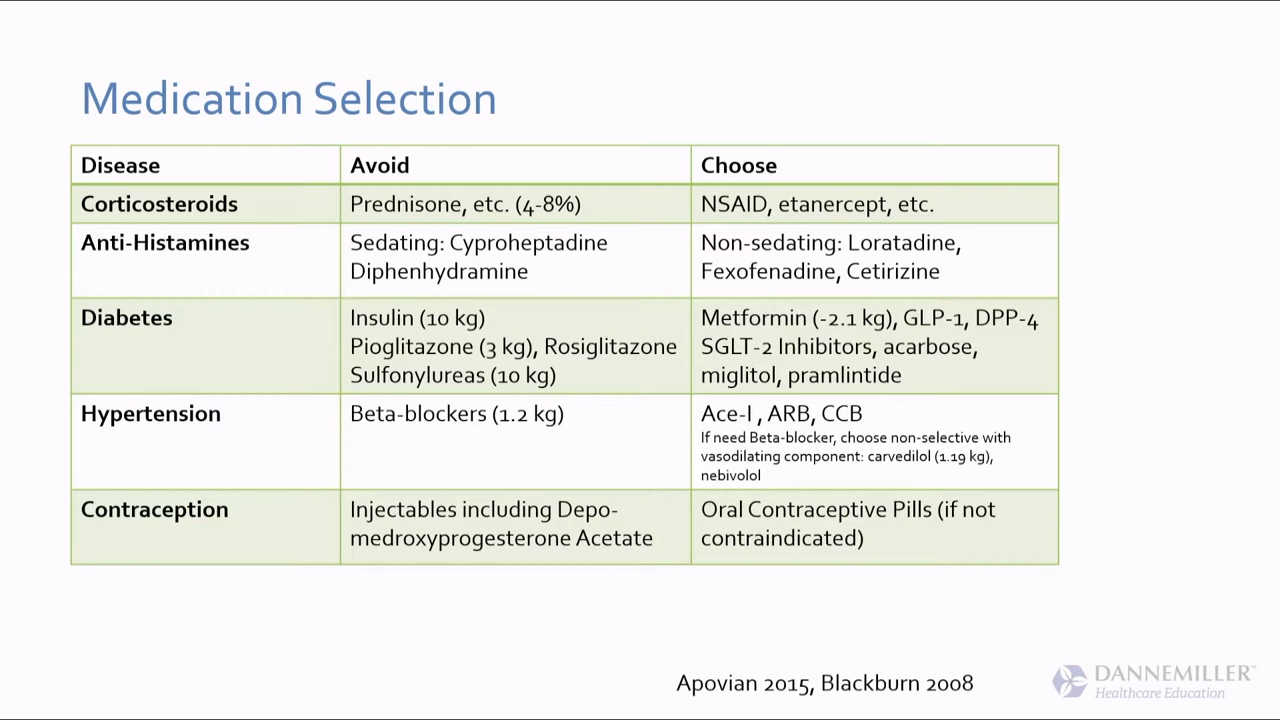 Medication Selection
Disease
Avoid
Choose
Corticosteroids
Prednisone, etc. (4-8%)
NSAID, etanercept, etc.
Anti-Histamines
Sedating: Cyproheptadine
Diphenhydramine
Non-sedating: Loratadine,
Fexofenadine, Cetirizine
Diabetes
Insulin (10 kg)
Pioglitazone (3 kg), Rosiglitazone
Sulfonylureas (10 kg)
Metformin (-2.1 kg), GLP-1, DPP-4
SGLT-2 Inhibitors, acarbose,
miglitol, pramlintide
Hypertension
Beta-blockers (1.2 kg)
Ace-I , ARB, CCB
If need Beta-blocker, choose non-selective with
vasodilating component: carvedilol (1.19 kg),
nebivolol
Contraception
Injectables including Depo-
medroxyprogesterone Acetate
Oral Contraceptive Pills (if not
contraindicated)
Apovian 2015, Blackburn 2008
DANNEMILLER™
Healthcare Education